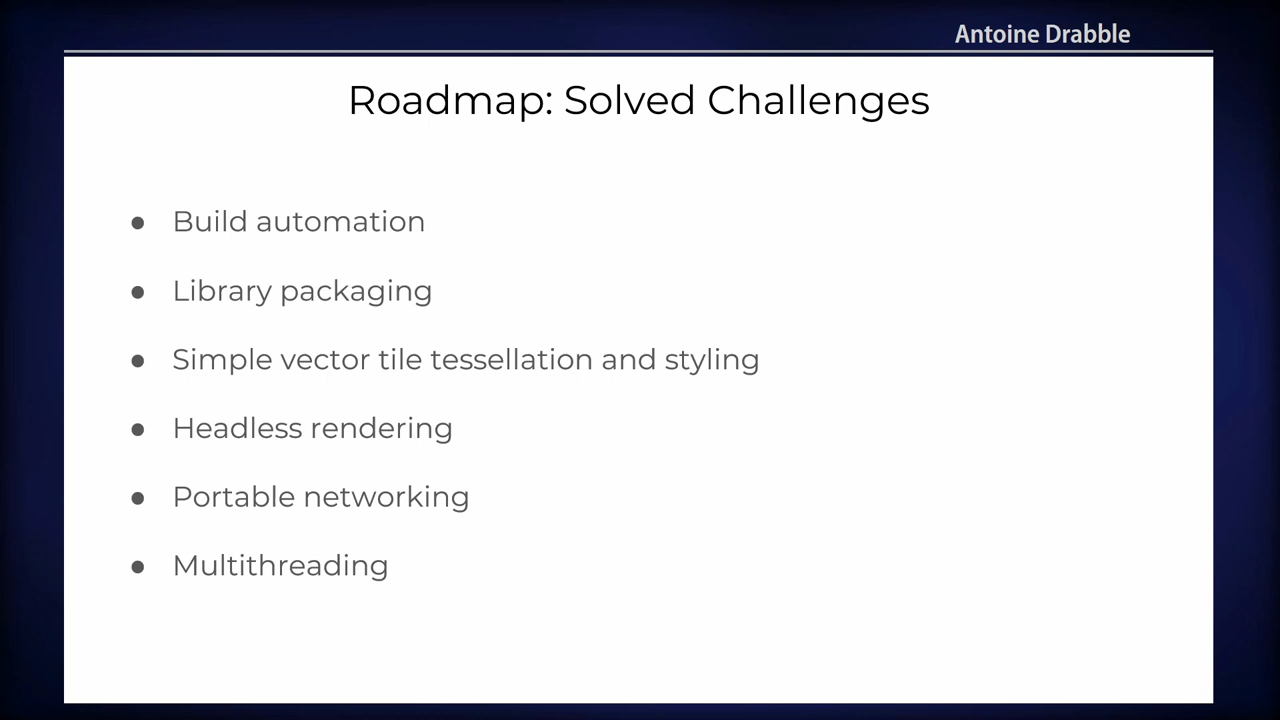 Antoine Drabble
Roadmap: Solved Challenges
● Build automation
● Library packaging
● Simple vector tile tessellation and styling
● Headless rendering
● Portable networking
● Multithreading